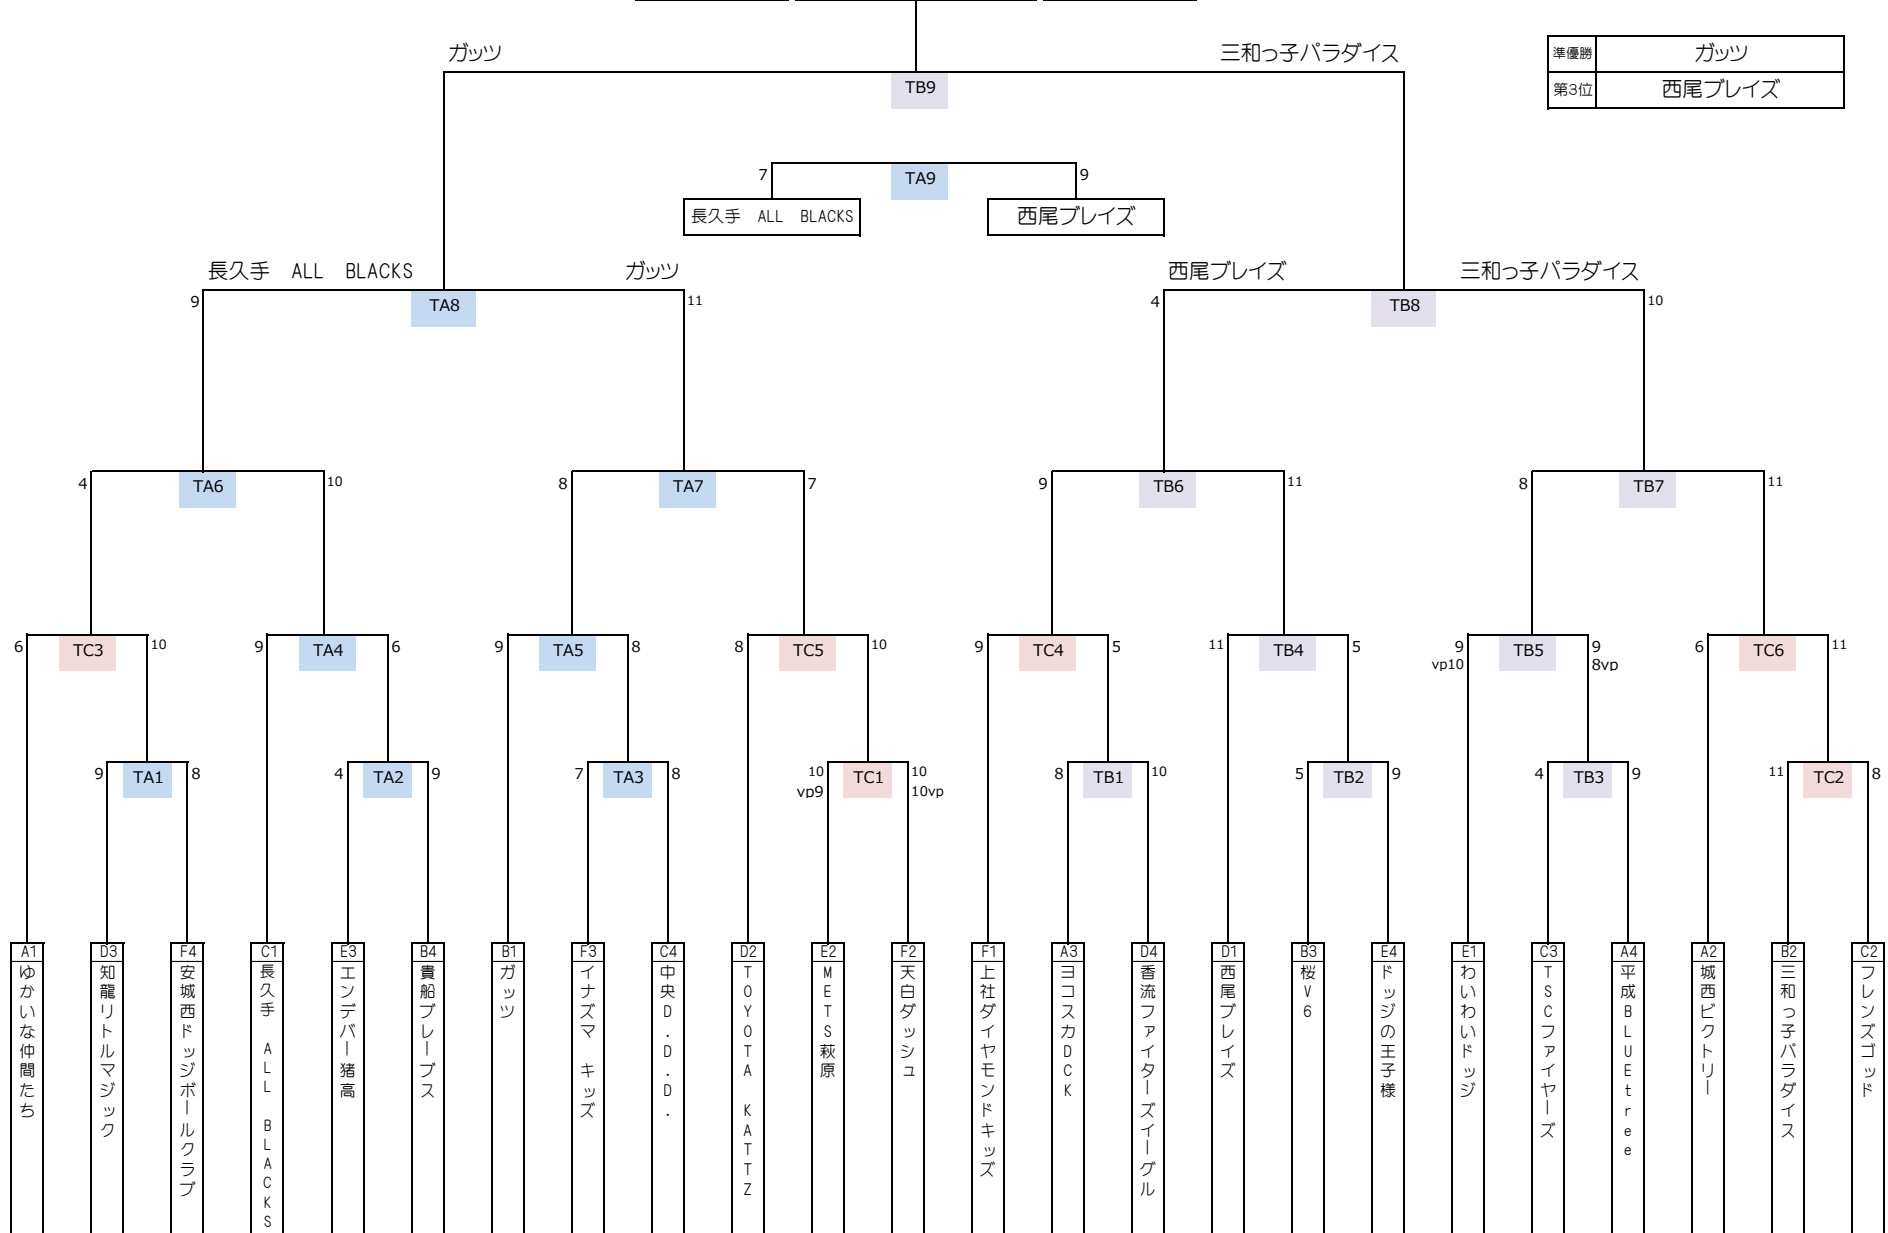 ガッツ
三和っ子パラダイス
準優勝 ガッツ
第3位 西尾ブレイズ
TB9
7 TA9 9
長久手 ALL BLACKS
西尾ブレイズ
長久手 ALL BLACKS
ガッツ
西尾ブレイズ
三和っ子パラダイス
9 TA8 11
4 TB8 10
4 TA6 10
8 TA7 7
9 TB6 11
8 TB7 11
6 TC3 10
9 TA4 6
9 TA5 8
8 TC5 10
9 TC4 5
11 TB4 5
9 TB5 9
vp10 8vp
6 TC6 11
9 TA1 8
4 TA2 9
7 TA3 8
10 TC1 10
vp9 10vp
8 TB1 10
5 TB2 9
4 TB3 9
11 TC2 8
A1 ゆかいな仲間たち
D3 知龍リトルマジック
F4 安城西ドッジボールクラブ
C1 長久手 ALL BLACKS
E3 エンデバー猪高
B4 貴船ブレーブス
B1 ガッツ
F3 イナズマ キッズ
C4 中央D.D.D.
D2 TOYOTA KATTZ
E2 METS萩原
F2 天白ダッシュ
F1 上社ダイヤモンドキッズ
A3 ヨコスカDCK
D4 香流ファイターズイーグル
D1 西尾ブレイズ
B3 桜V6
E4 ドッジの王子様
E1 わいわいドッジ
C3 TSCファイヤーズ
A4 平成BLUEtree
A2 城西ビクトリー
B2 三和っ子パラダイス
C2 フレンズゴッド